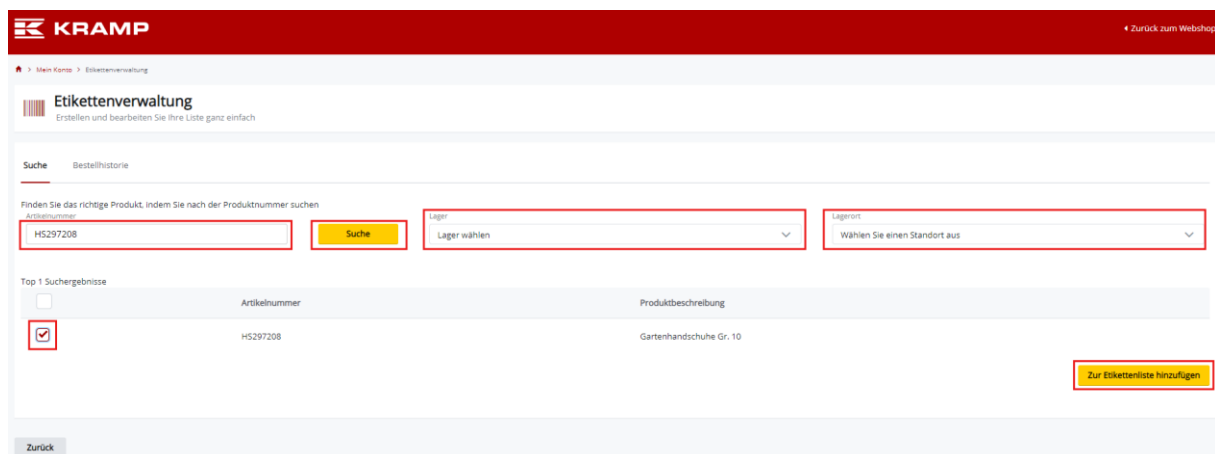 KRAMP
Zurück zum Webshop
> Mein Konto > Etikettenverwaltung
Etikettenverwaltung
Erstellen und bearbeiten Sie Ihre Liste ganz einfach
Suche Bestellhistorie
Finden Sie das richtige Produkt, indem Sie nach der Produktnummer suchen
Artikelnummer Lager Lagerort
HS297208 Suche Lager wählen Wählen Sie einen Standort aus
Top 1 Suchergebnisse
Artikelnummer Produktbeschreibung
HS297208 Gartenhandschuhe Gr. 10
Zur Etikettenliste hinzufügen
Zurück